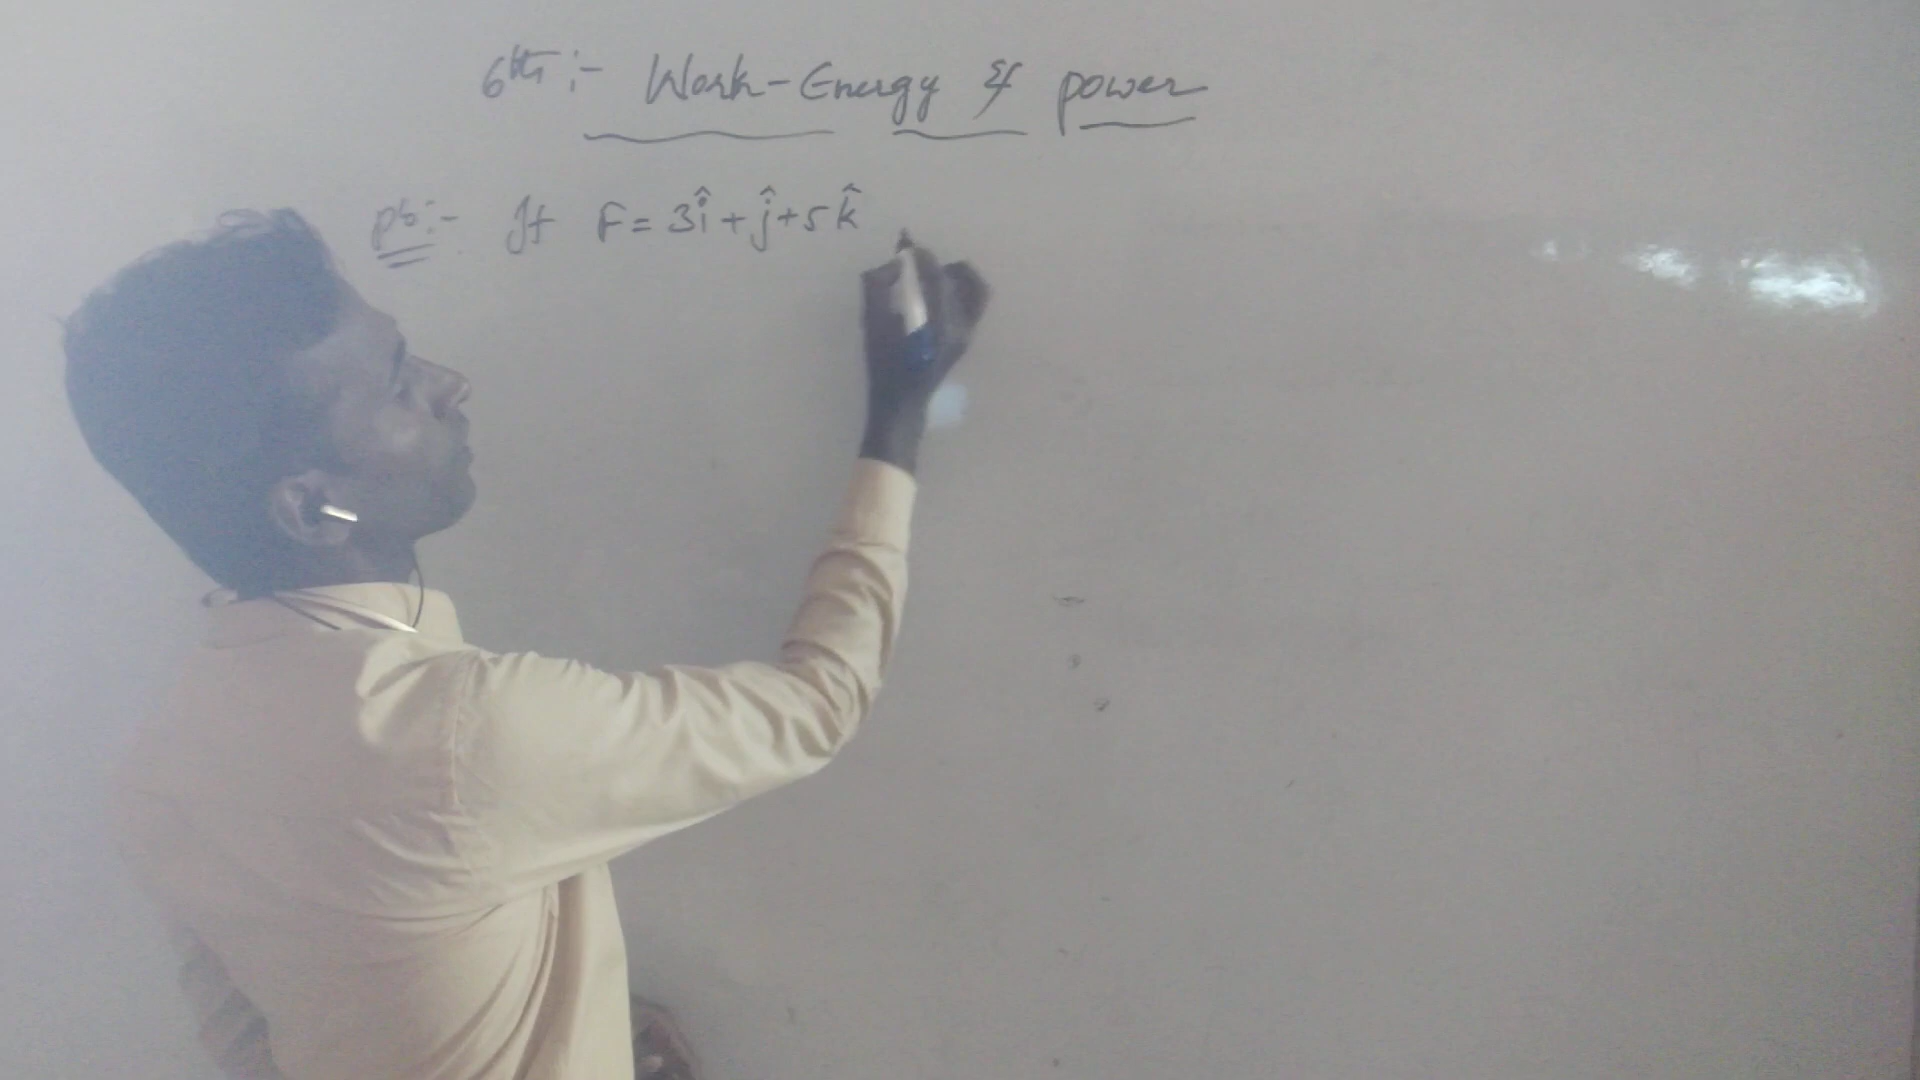 6th :- Work-Energy & power
pb:- If F = 3î + ĵ + 5k̂